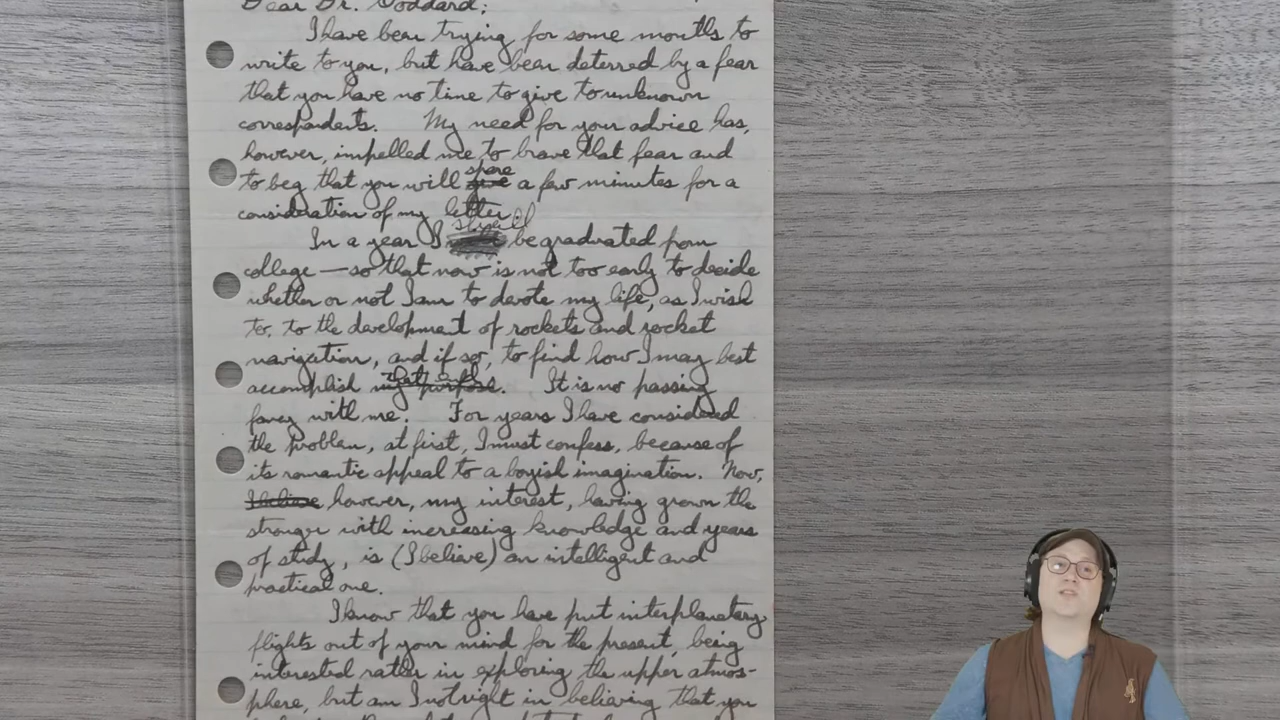 Dear Dr. Goddard;
I have been trying for some months to
write to you, but have been deterred by a fear
that you have no time to give to unknown
correspondents. My need for your advice has,
however, impelled me to brave that fear and
to beg that you will give spare a few minutes for a
consideration of my letter.
In a year I shall be graduated from
college — so that now is not too early to decide
whether or not I am to devote my life, as I wish
to, to the development of rockets and rocket
navigation, and if so, to find how I may best
accomplish my purpose that end. It is no passing
fancy with me. For years I have considered
the problem, at first, I must confess, because of
its romantic appeal to a boyish imagination. Now,
I believe however, my interest, having grown the
stronger with increasing knowledge and years
of study, is (I believe) an intelligent and
practical one.
I know that you have put interplanetary
flights out of your mind for the present, being
interested rather in exploring the upper atmos-
phere, but am I not right in believing that you